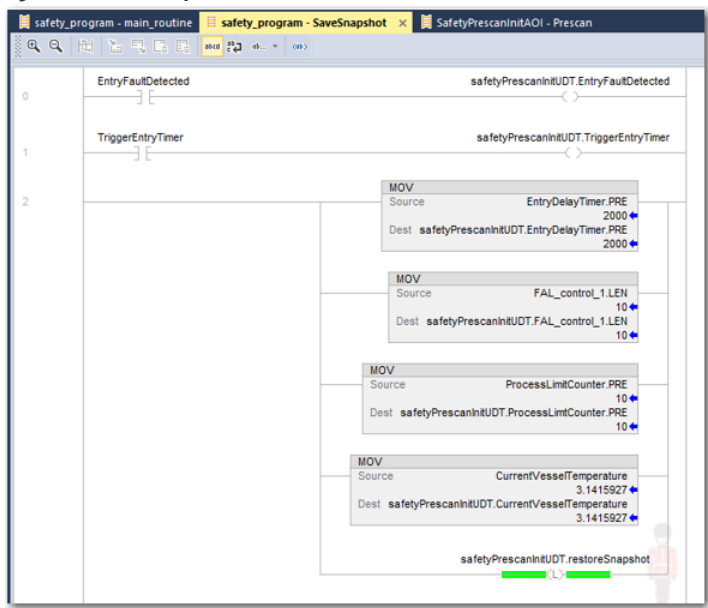 safety_program - main_routine
safety_program - SaveSnapshot
SafetyPrescanInitAOI - Prescan
abcd
ab...
<ab>
EntryFaultDetected
safetyPrescanInitUDT.EntryFaultDetected
0
TriggerEntryTimer
safetyPrescanInitUDT.TriggerEntryTimer
1
2
MOV
Source EntryDelayTimer.PRE
2000
Dest safetyPrescanInitUDT.EntryDelayTimer.PRE
2000
MOV
Source FAL_control_1.LEN
10
Dest safetyPrescanInitUDT.FAL_control_1.LEN
10
MOV
Source ProcessLimitCounter.PRE
10
Dest safetyPrescanInitUDT.ProcessLimtCounter.PRE
10
MOV
Source CurrentVesselTemperature
3.1415927
Dest safetyPrescanInitUDT.CurrentVesselTemperature
3.1415927
safetyPrescanInitUDT.restoreSnapshot
L